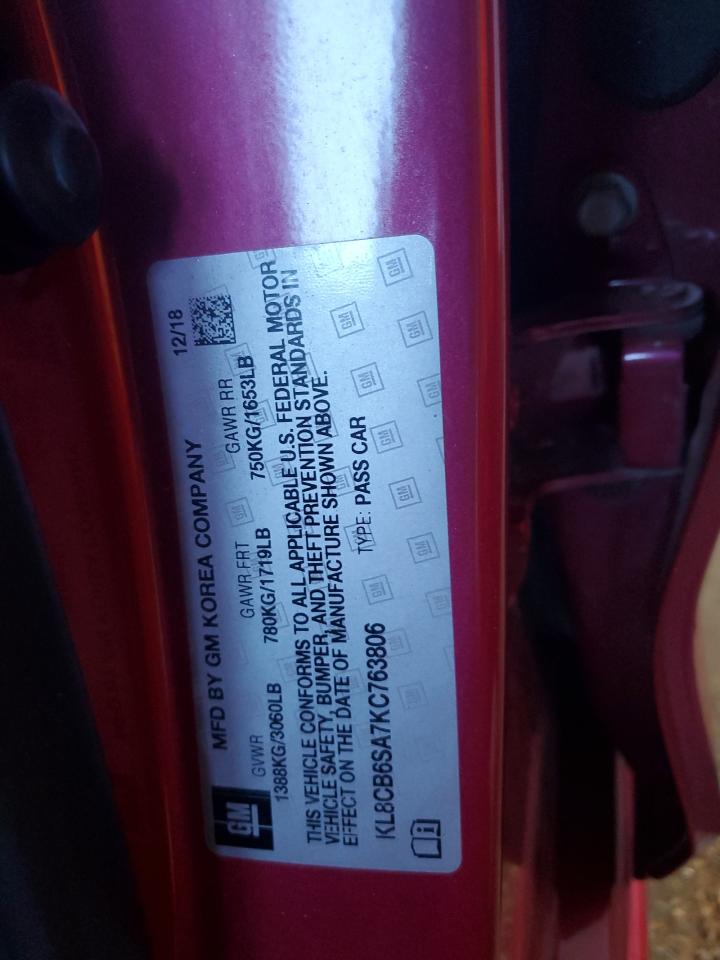 GM
MFD BY GM KOREA COMPANY 12/18
GVWR GAWR FRT GAWR RR
1388KG/3060LB 780KG/1719LB 750KG/1653LB
THIS VEHICLE CONFORMS TO ALL APPLICABLE U.S. FEDERAL MOTOR
VEHICLE SAFETY, BUMPER, AND THEFT PREVENTION STANDARDS IN
EFFECT ON THE DATE OF MANUFACTURE SHOWN ABOVE.
KL8CB6SA7KC763806 TYPE: PASS CAR